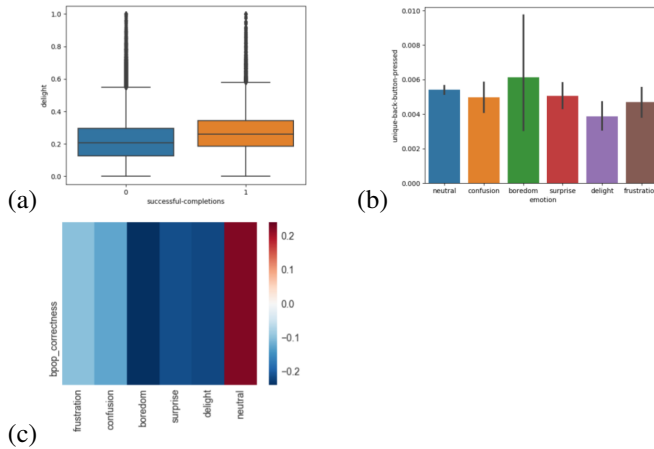 1.0
0.8
0.6
0.4
0.2
0.0
delight
0
1
successful-completions
(a)
0.010
0.008
0.006
0.004
0.002
0.000
unique-back-button-pressed
neutral confusion boredom surprise delight frustration
emotion
(b)
bpop_correctness
frustration
confusion
boredom
surprise
delight
neutral
0.2
0.1
0.0
−0.1
−0.2
(c)